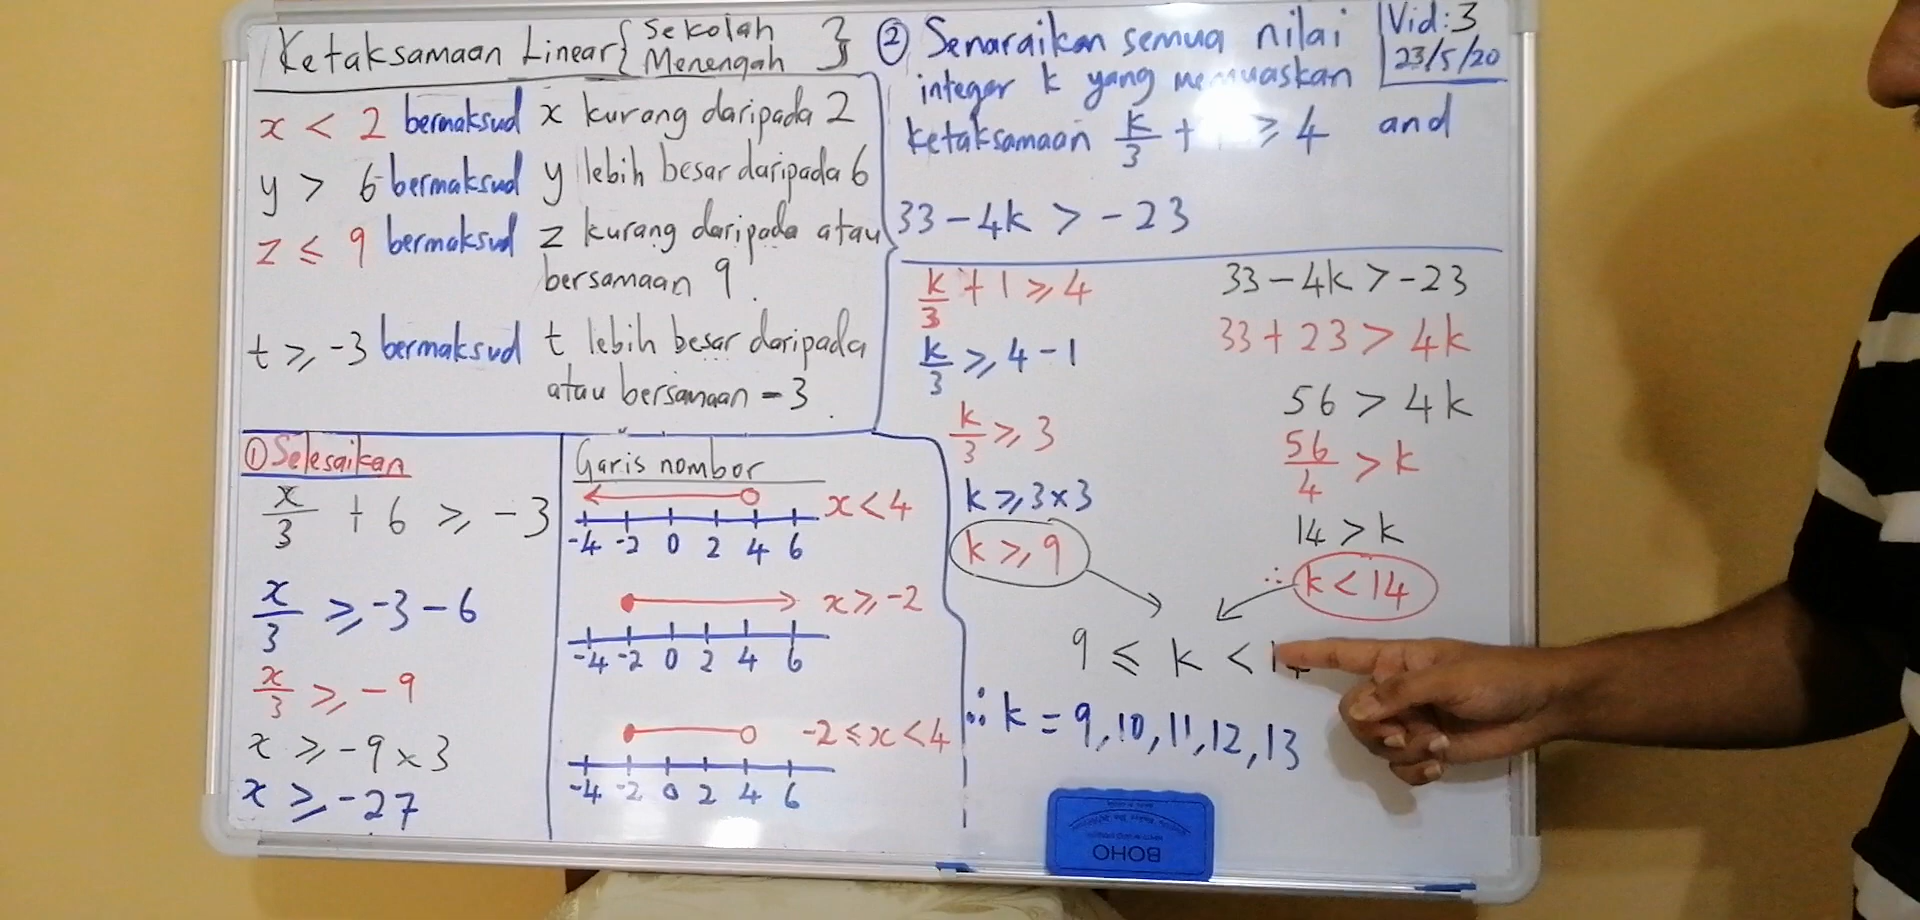 Ketaksamaan Linear { Sekolah Menengah }
x < 2 bermaksud x kurang daripada 2
y > 6 bermaksud y lebih besar daripada 6
z ≤ 9 bermaksud z kurang daripada atau
bersamaan 9.
t ≥ -3 bermaksud t lebih besar daripada
atau bersamaan -3.
① Selesaikan
x/3 + 6 ≥ -3
x/3 ≥ -3 - 6
x/3 ≥ -9
x ≥ -9 × 3
x ≥ -27
Garis nombor
x < 4
-4 -2 0 2 4 6
x ≥ -2
-4 -2 0 2 4 6
-2 ≤ x < 4
-4 -2 0 2 4 6
Vid: 3
23/5/20
② Senaraikan semua nilai
integer k yang memuaskan
ketaksamaan k/3 + ≥ 4 and
33 - 4k > -23
k/3 + 1 ≥ 4
k/3 ≥ 4 - 1
k/3 ≥ 3
k ≥ 3 × 3
k ≥ 9
33 - 4k > -23
33 + 23 > 4k
56 > 4k
56/4 > k
14 > k
∴ k < 14
9 ≤ k < 14
∴ k = 9, 10, 11, 12, 13
BOHO